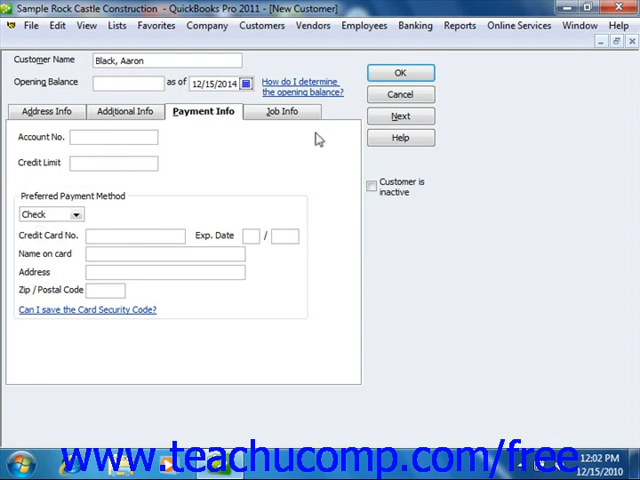 Sample Rock Castle Construction - QuickBooks Pro 2011 - [New Customer]
File Edit View Lists Favorites Company Customers Vendors Employees Banking Reports Online Services Window Help
Customer Name Black, Aaron
Opening Balance as of 12/15/2014 How do I determine
the opening balance?
OK
Cancel
Next
Help
Address Info Additional Info Payment Info Job Info
Account No.
Credit Limit
Customer is
inactive
Preferred Payment Method
Check
Credit Card No. Exp. Date /
Name on card
Address
Zip / Postal Code
Can I save the Card Security Code?
www.teachucomp.com/free
12:02 PM
12/15/2010